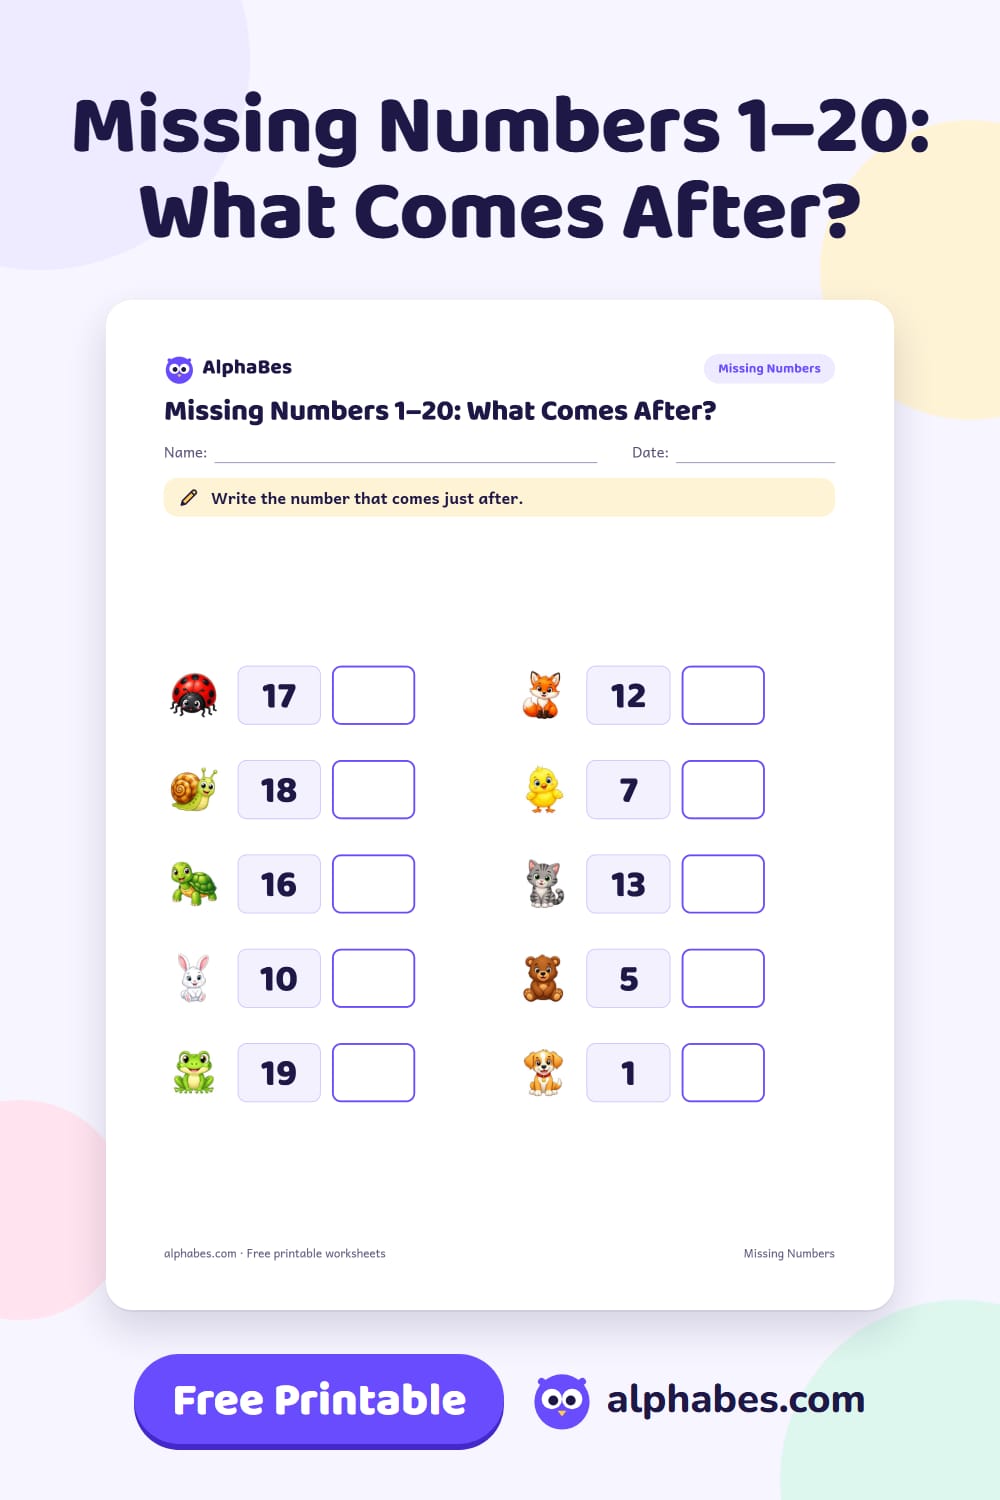 Missing Numbers 1–20:
What Comes After?
AlphaBes
Missing Numbers
Missing Numbers 1–20: What Comes After?
Name:
Date:
Write the number that comes just after.
17
12
18
7
16
13
10
5
19
1
alphabes.com · Free printable worksheets
Missing Numbers
Free Printable
alphabes.com